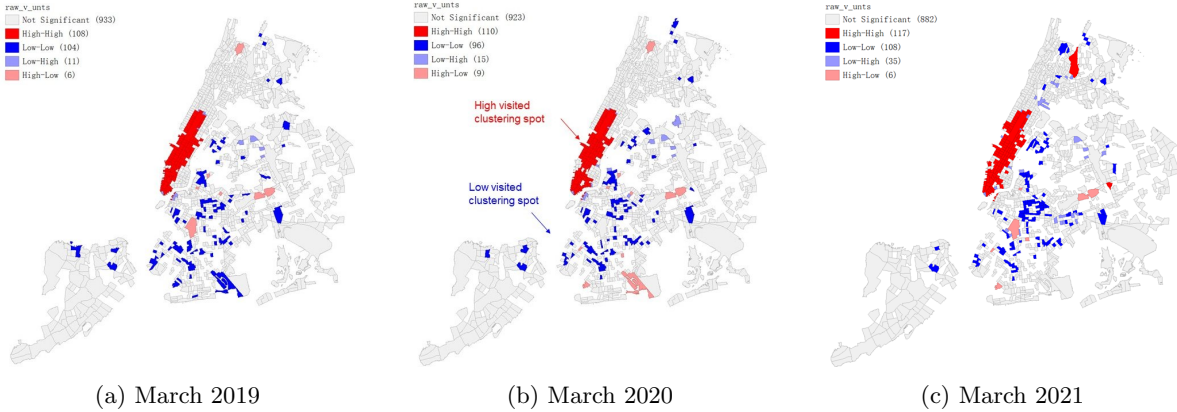 raw_v_unts
Not Significant (933)
High-High (108)
Low-Low (104)
Low-High (11)
High-Low (6)
(a) March 2019
raw_v_unts
Not Significant (923)
High-High (110)
Low-Low (96)
Low-High (15)
High-Low (9)
High visited
clustering spot
Low visited
clustering spot
(b) March 2020
raw_v_unts
Not Significant (882)
High-High (117)
Low-Low (108)
Low-High (35)
High-Low (6)
(c) March 2021